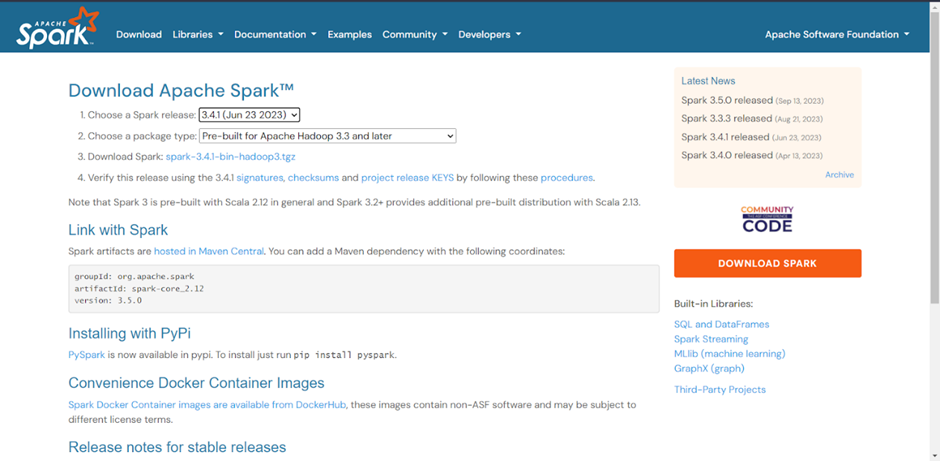 APACHE
Spark™
Download
Libraries
Documentation
Examples
Community
Developers
Apache Software Foundation
Download Apache Spark™
1. Choose a Spark release: 3.4.1 (Jun 23 2023)
2. Choose a package type: Pre-built for Apache Hadoop 3.3 and later
3. Download Spark: spark-3.4.1-bin-hadoop3.tgz
4. Verify this release using the 3.4.1 signatures, checksums and project release KEYS by following these procedures.
Note that Spark 3 is pre-built with Scala 2.12 in general and Spark 3.2+ provides additional pre-built distribution with Scala 2.13.
Link with Spark
Spark artifacts are hosted in Maven Central. You can add a Maven dependency with the following coordinates:
groupId: org.apache.spark
artifactId: spark-core_2.12
version: 3.5.0
Installing with PyPi
PySpark is now available in pypi. To install just run pip install pyspark.
Convenience Docker Container Images
Spark Docker Container images are available from DockerHub, these images contain non-ASF software and may be subject to
different license terms.
Release notes for stable releases
Latest News
Spark 3.5.0 released (Sep 13, 2023)
Spark 3.3.3 released (Aug 21, 2023)
Spark 3.4.1 released (Jun 23, 2023)
Spark 3.4.0 released (Apr 13, 2023)
Archive
COMMUNITY
CODE
DOWNLOAD SPARK
Built-in Libraries:
SQL and DataFrames
Spark Streaming
MLlib (machine learning)
GraphX (graph)
Third-Party Projects